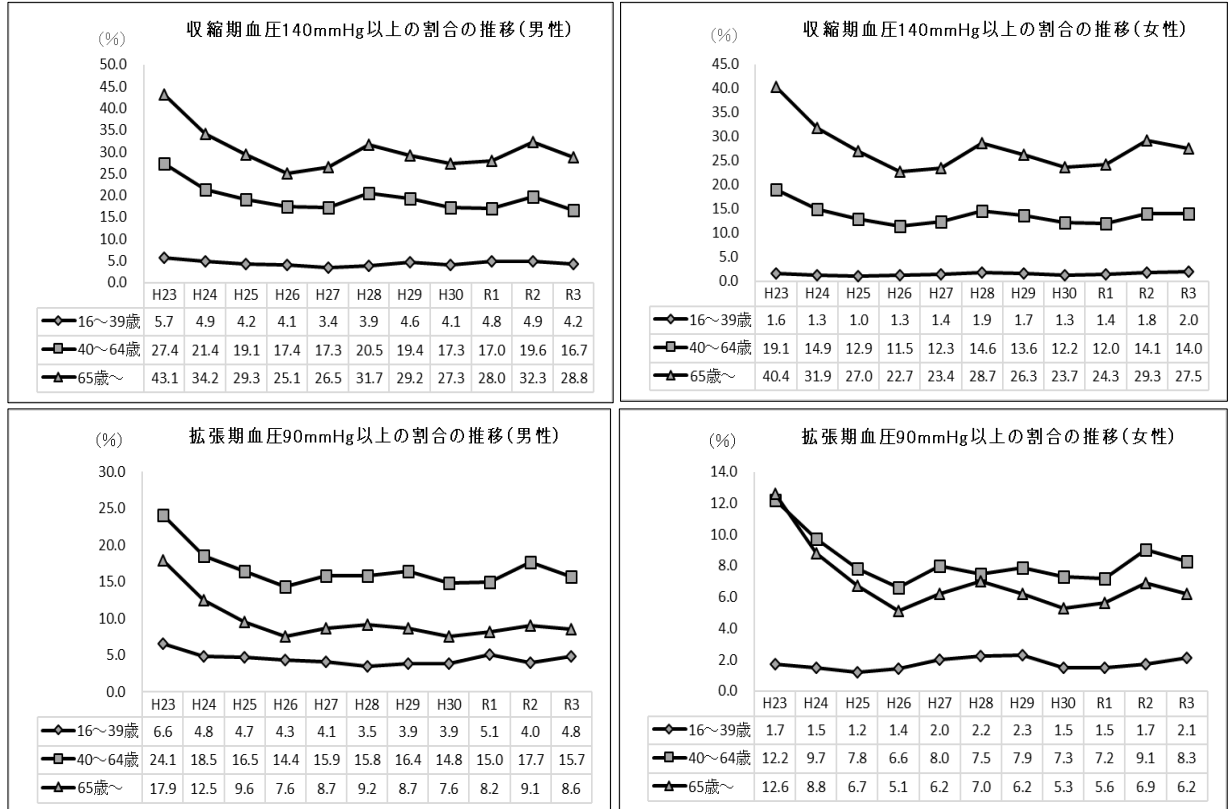 収縮期血圧140mmHg以上の割合の推移(男性)
(%)
50.0
45.0
40.0
35.0
30.0
25.0
20.0
15.0
10.0
5.0
0.0
H23 H24 H25 H26 H27 H28 H29 H30 R1 R2 R3
16～39歳 5.7 4.9 4.2 4.1 3.4 3.9 4.6 4.1 4.8 4.9 4.2
40～64歳 27.4 21.4 19.1 17.4 17.3 20.5 19.4 17.3 17.0 19.6 16.7
65歳～ 43.1 34.2 29.3 25.1 26.5 31.7 29.2 27.3 28.0 32.3 28.8
収縮期血圧140mmHg以上の割合の推移(女性)
(%)
45.0
40.0
35.0
30.0
25.0
20.0
15.0
10.0
5.0
0.0
H23 H24 H25 H26 H27 H28 H29 H30 R1 R2 R3
16～39歳 1.6 1.3 1.0 1.3 1.4 1.9 1.7 1.3 1.4 1.8 2.0
40～64歳 19.1 14.9 12.9 11.5 12.3 14.6 13.6 12.2 12.0 14.1 14.0
65歳～ 40.4 31.9 27.0 22.7 23.4 28.7 26.3 23.7 24.3 29.3 27.5
拡張期血圧90mmHg以上の割合の推移(男性)
(%)
30.0
25.0
20.0
15.0
10.0
5.0
0.0
H23 H24 H25 H26 H27 H28 H29 H30 R1 R2 R3
16～39歳 6.6 4.8 4.7 4.3 4.1 3.5 3.9 3.9 5.1 4.0 4.8
40～64歳 24.1 18.5 16.5 14.4 15.9 15.8 16.4 14.8 15.0 17.7 15.7
65歳～ 17.9 12.5 9.6 7.6 8.7 9.2 8.7 7.6 8.2 9.1 8.6
拡張期血圧90mmHg以上の割合の推移(女性)
(%)
14.0
12.0
10.0
8.0
6.0
4.0
2.0
0.0
H23 H24 H25 H26 H27 H28 H29 H30 R1 R2 R3
16～39歳 1.7 1.5 1.2 1.4 2.0 2.2 2.3 1.5 1.5 1.7 2.1
40～64歳 12.2 9.7 7.8 6.6 8.0 7.5 7.9 7.3 7.2 9.1 8.3
65歳～ 12.6 8.8 6.7 5.1 6.2 7.0 6.2 5.3 5.6 6.9 6.2